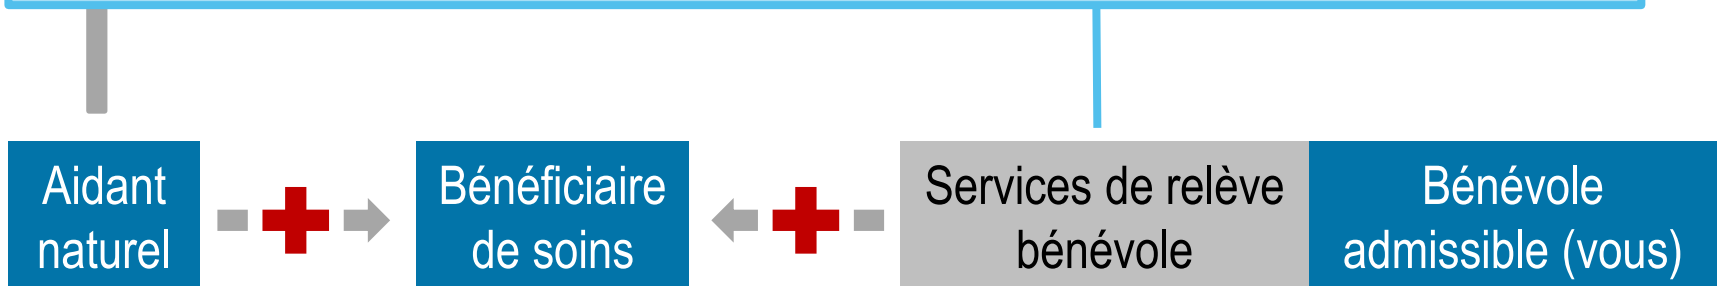 Aidant
naturel
Bénéficiaire
de soins
Services de relève
bénévole
Bénévole
admissible (vous)